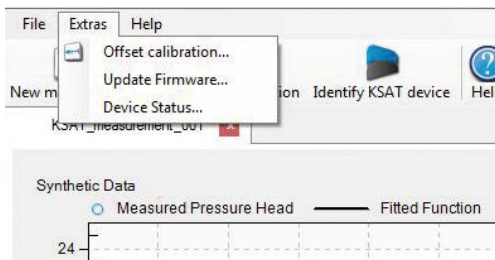 File Extras Help
Offset calibration...
Update Firmware...
Device Status...
New m ion Identify KSAT device Hel
KSAT_measurement_001 x
Synthetic Data
Measured Pressure Head Fitted Function
24